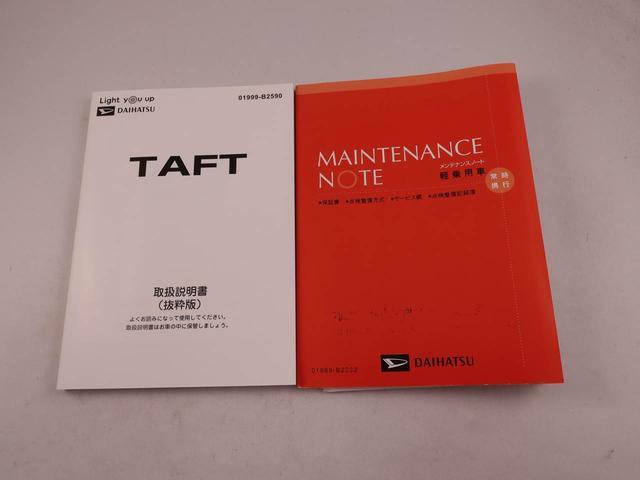 Light you up
DAIHATSU
01999-B2590
TAFT
取扱説明書
(抜粋版)
よくお読みになって使用してください。
取扱説明書はお車の中に保管しましょう。
MAINTENANCE
NOTE
メンテナンスノート
軽乗用車
常時
携行
●保証書 ●点検整備方式 ●サービス網 ●点検整備記録簿
DAIHATSU